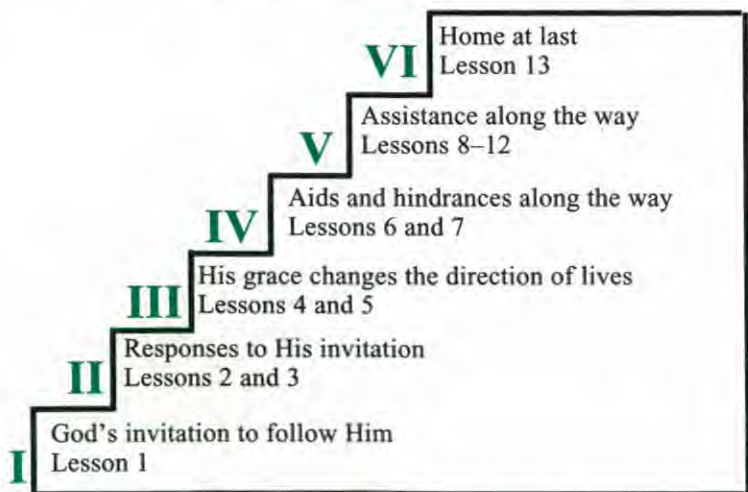 VI
Home at last
Lesson 13
V
Assistance along the way
Lessons 8–12
IV
Aids and hindrances along the way
Lessons 6 and 7
III
His grace changes the direction of lives
Lessons 4 and 5
II
Responses to His invitation
Lessons 2 and 3
I
God’s invitation to follow Him
Lesson 1